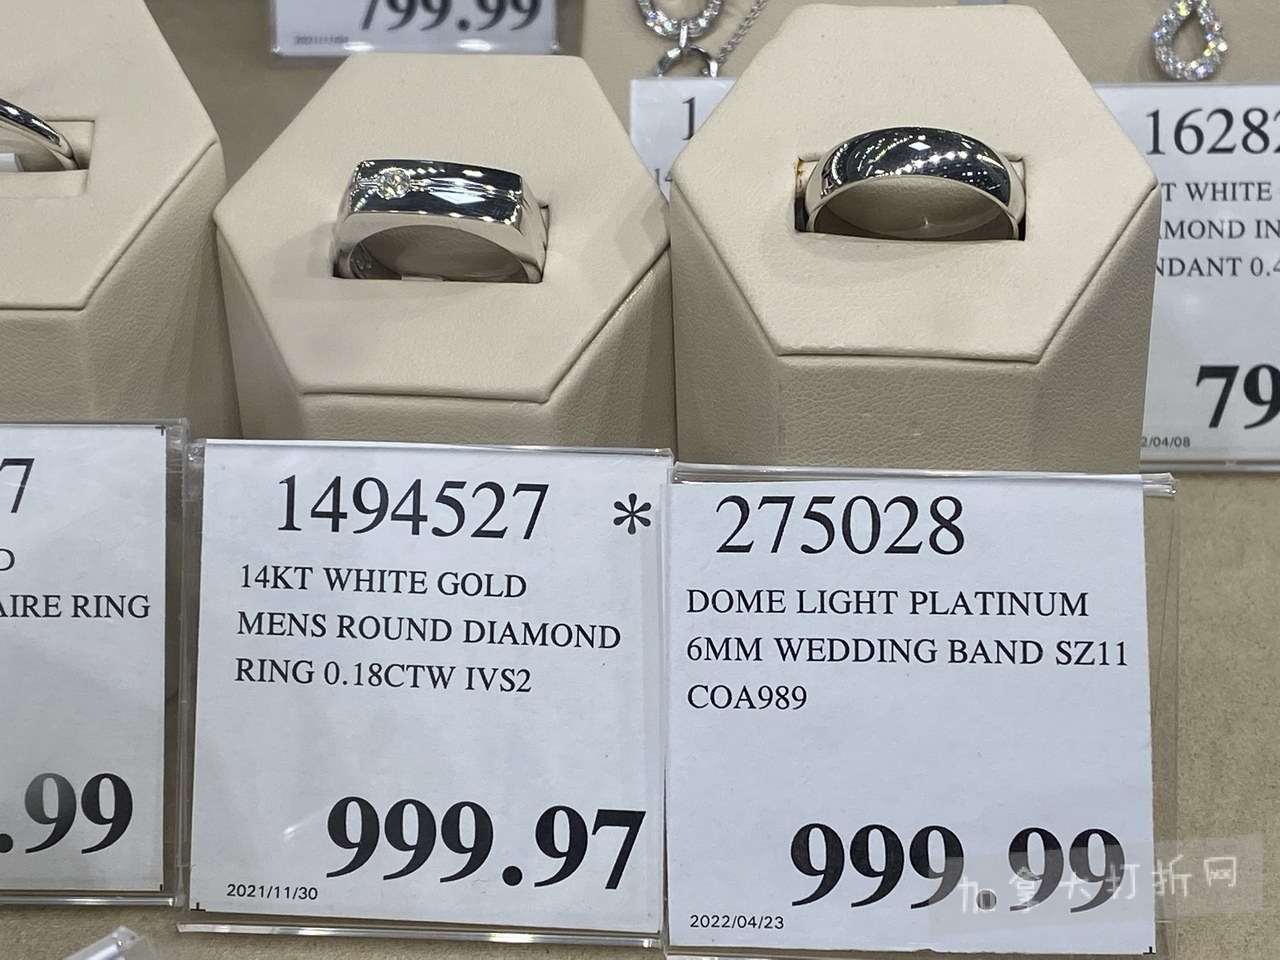 799.99
16282
T WHITE
MOND IN
NDANT 0.4
79
2/04/08
7
D
AIRE RING
.99
1494527 *
14KT WHITE GOLD
MENS ROUND DIAMOND
RING 0.18CTW IVS2
999.97
2021/11/30
275028
DOME LIGHT PLATINUM
6MM WEDDING BAND SZ11
COA989
999.99
2022/04/23
加拿大打折网